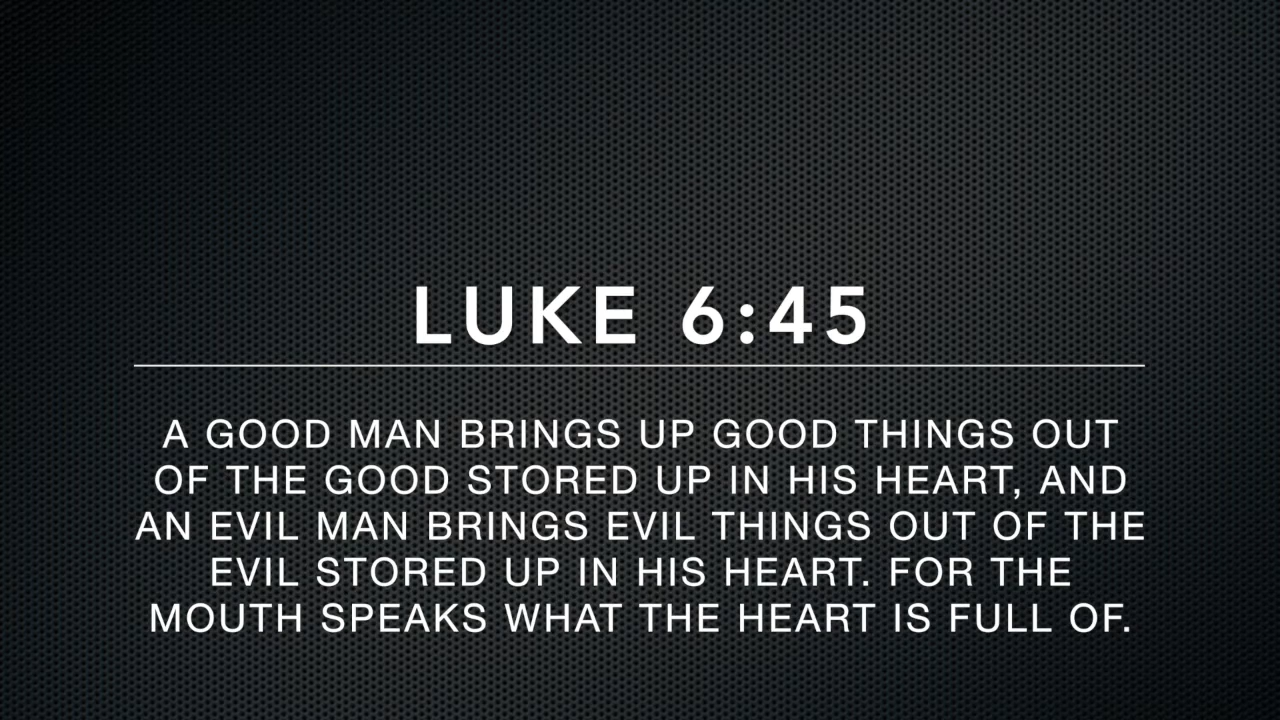 LUKE 6:45
A GOOD MAN BRINGS UP GOOD THINGS OUT
OF THE GOOD STORED UP IN HIS HEART, AND
AN EVIL MAN BRINGS EVIL THINGS OUT OF THE
EVIL STORED UP IN HIS HEART. FOR THE
MOUTH SPEAKS WHAT THE HEART IS FULL OF.